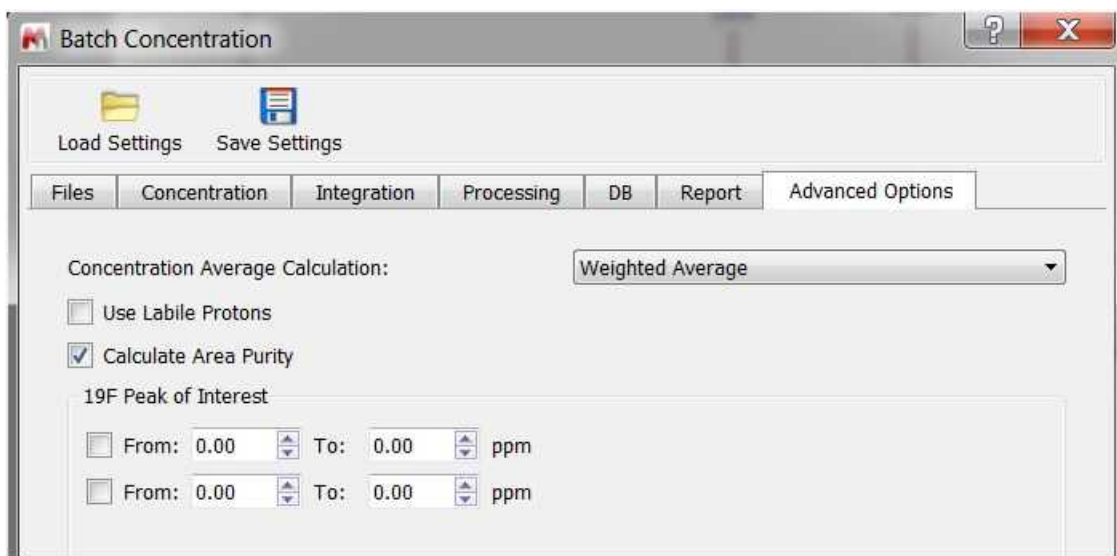 Batch Concentration
Load Settings Save Settings
Files Concentration Integration Processing DB Report Advanced Options
Concentration Average Calculation: Weighted Average
Use Labile Protons
Calculate Area Purity
19F Peak of Interest
From: 0.00 To: 0.00 ppm
From: 0.00 To: 0.00 ppm